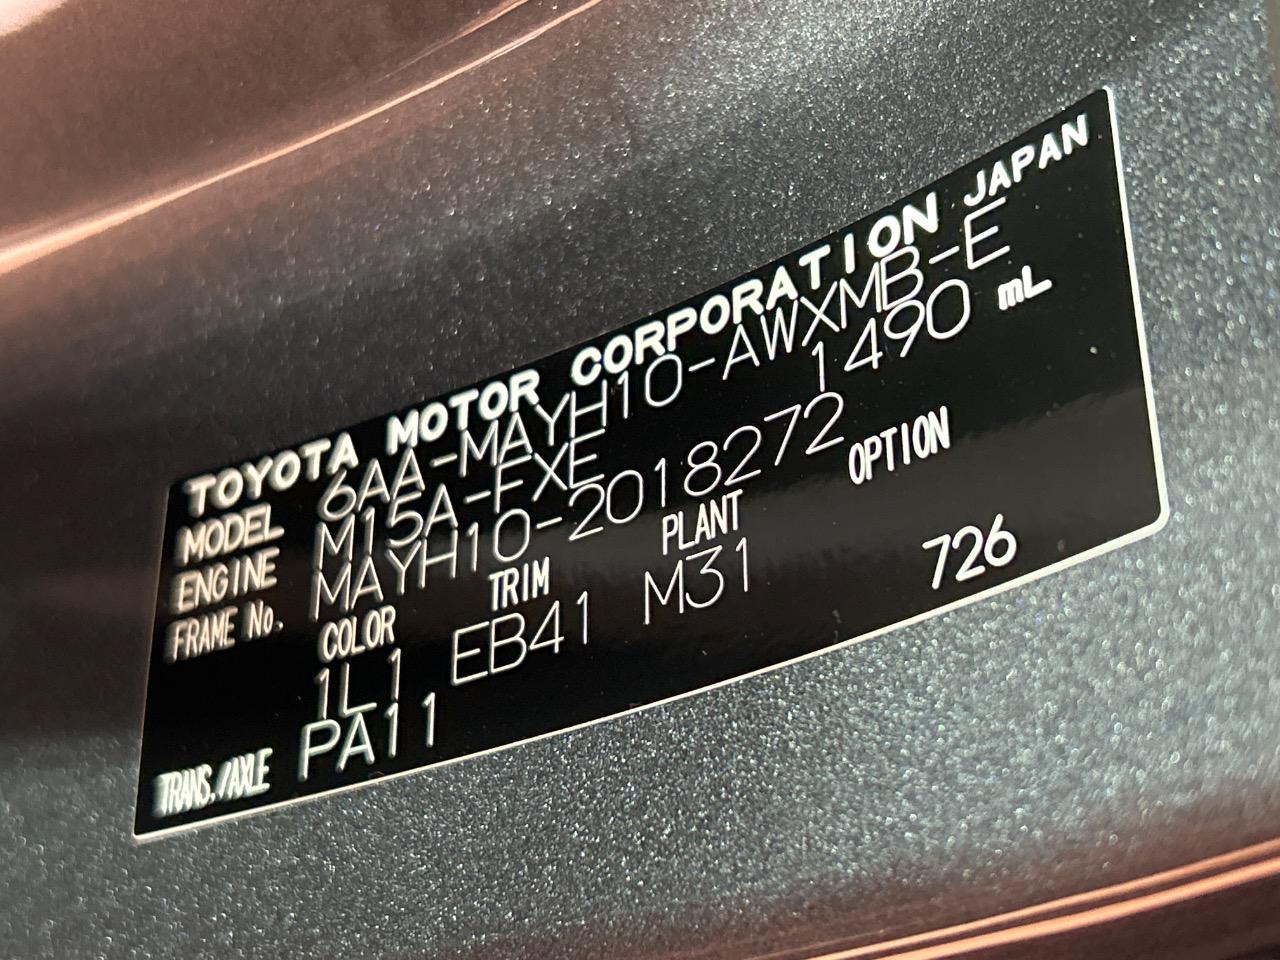 TOYOTA MOTOR CORPORATION JAPAN
MODEL 6AA-MAYH10-AWXMB-E
ENGINE M15A-FXE 1490 mL
FRAME No. MAYH10-2018272
COLOR TRIM PLANT OPTION
1L1 EB41 M31 726
TRANS./AXLE PA11